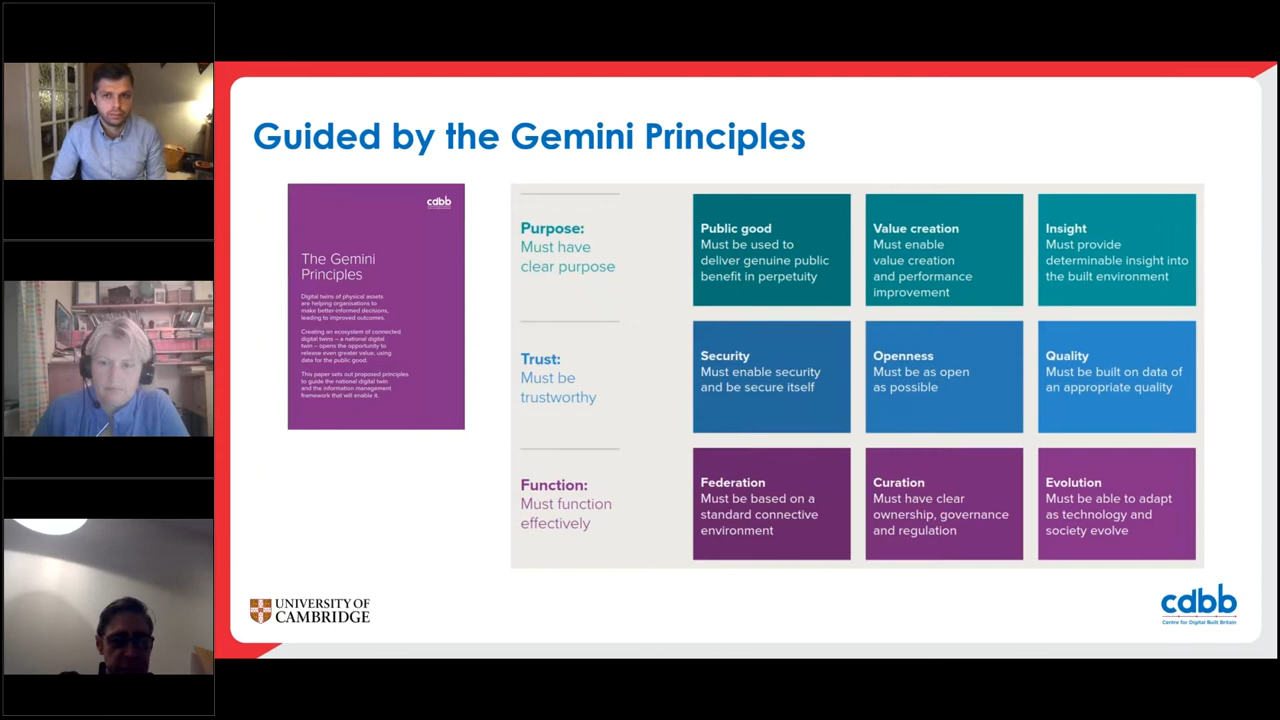 Guided by the Gemini Principles
cdbb
The Gemini
Principles
Digital twins of physical assets
are helping organisations to
make better-informed decisions,
leading to improved outcomes.
Creating an ecosystem of connected
digital twins – a national digital
twin – opens the opportunity to
release even greater value, using
data for the public good.
This paper sets out proposed principles
to guide the national digital twin
and the information management
framework that will enable it.
Purpose:
Must have
clear purpose
Public good
Must be used to
deliver genuine public
benefit in perpetuity
Value creation
Must enable
value creation
and performance
improvement
Insight
Must provide
determinable insight into
the built environment
Trust:
Must be
trustworthy
Security
Must enable security
and be secure itself
Openness
Must be as open
as possible
Quality
Must be built on data of
an appropriate quality
Function:
Must function
effectively
Federation
Must be based on a
standard connective
environment
Curation
Must have clear
ownership, governance
and regulation
Evolution
Must be able to adapt
as technology and
society evolve
UNIVERSITY OF
CAMBRIDGE
cdbb
Centre for Digital Built Britain